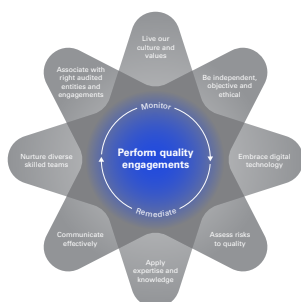 Live our
culture and
values
Be independent,
objective and
ethical
Embrace digital
technology
Assess risks
to quality
Apply
expertise and
knowledge
Communicate
effectively
Nurture diverse
skilled teams
Associate with
right audited
entities and
engagements
Monitor
Perform quality
engagements
Remediate